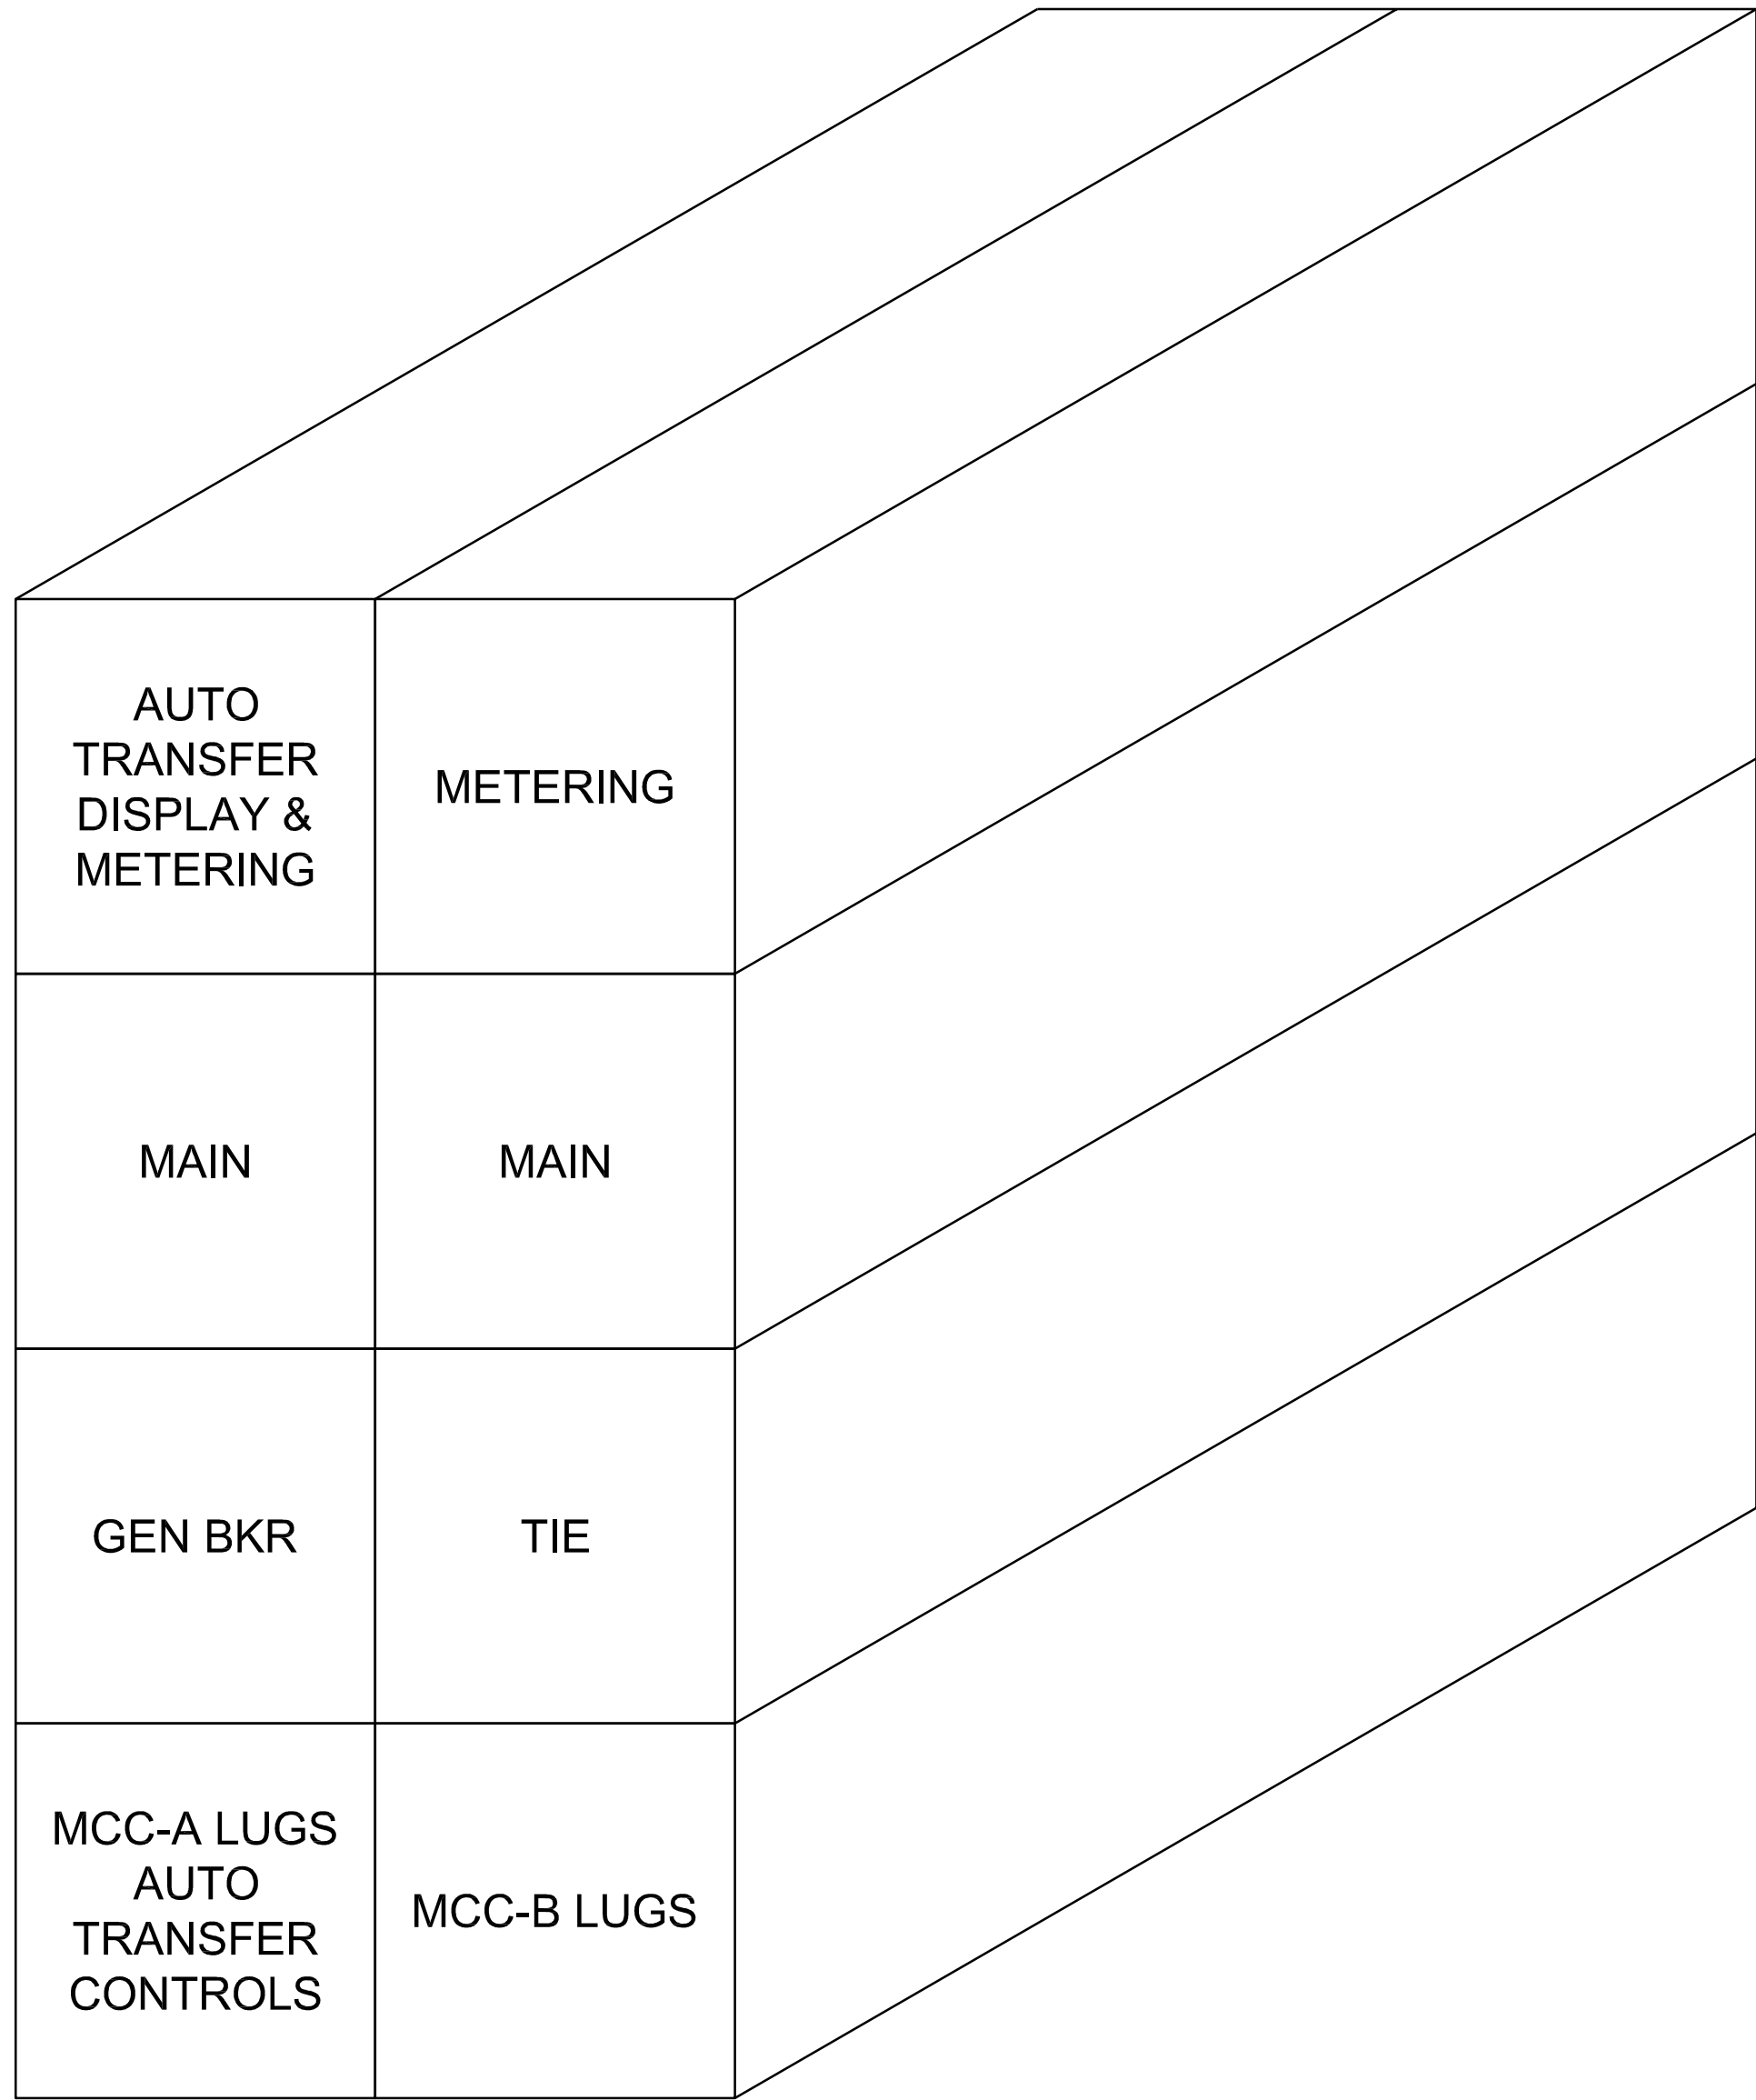 AUTO
TRANSFER
DISPLAY &
METERING
METERING
MAIN
MAIN
GEN BKR
TIE
MCC-A LUGS
AUTO
TRANSFER
CONTROLS
MCC-B LUGS